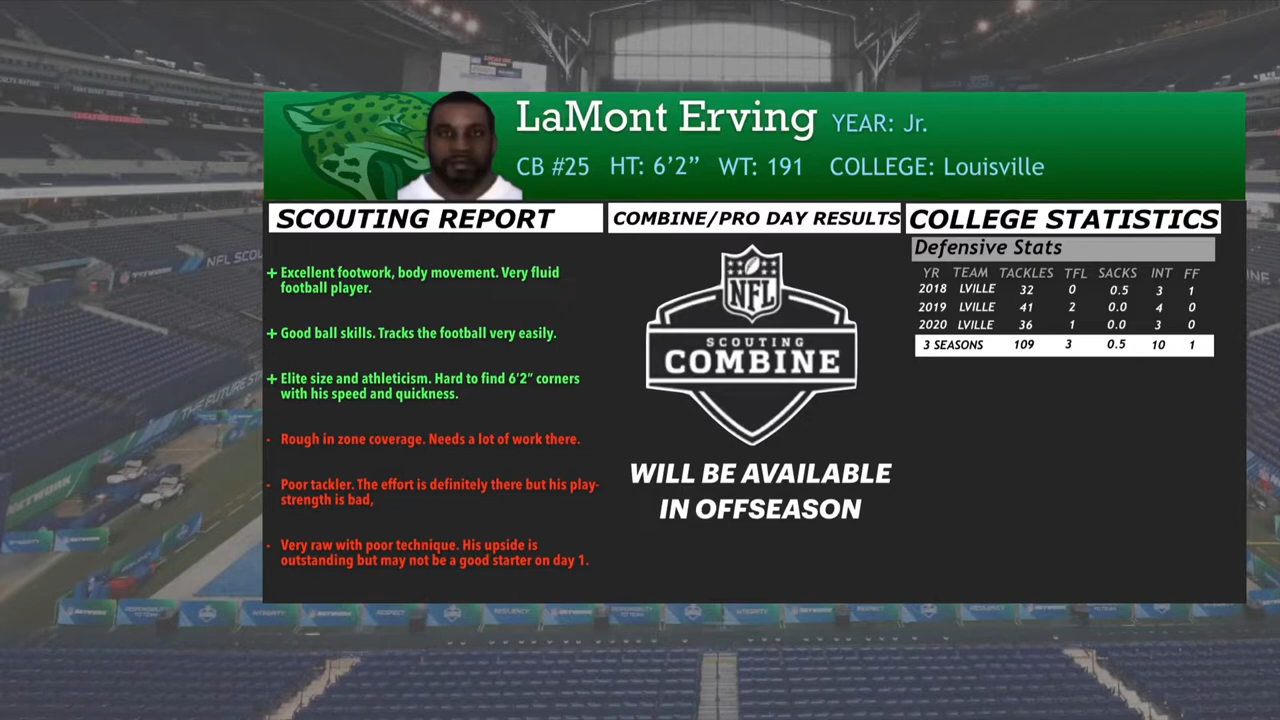 LaMont Erving YEAR: Jr.
CB #25 HT: 6'2” WT: 191 COLLEGE: Louisville
SCOUTING REPORT
+ Excellent footwork, body movement. Very fluid
football player.
+ Good ball skills. Tracks the football very easily.
+ Elite size and athleticism. Hard to find 6’2” corners
with his speed and quickness.
- Rough in zone coverage. Needs a lot of work there.
- Poor tackler. The effort is definitely there but his play-
strength is bad,
- Very raw with poor technique. His upside is
outstanding but may not be a good starter on day 1.
COMBINE/PRO DAY RESULTS
NFL
SCOUTING
COMBINE
WILL BE AVAILABLE
IN OFFSEASON
COLLEGE STATISTICS
Defensive Stats
YR TEAM TACKLES TFL SACKS INT FF
2018 LVILLE 32 0 0.5 3 1
2019 LVILLE 41 2 0.0 4 0
2020 LVILLE 36 1 0.0 3 0
3 SEASONS 109 3 0.5 10 1
NFL SCOU
THE FUTURE STA
NETWORK